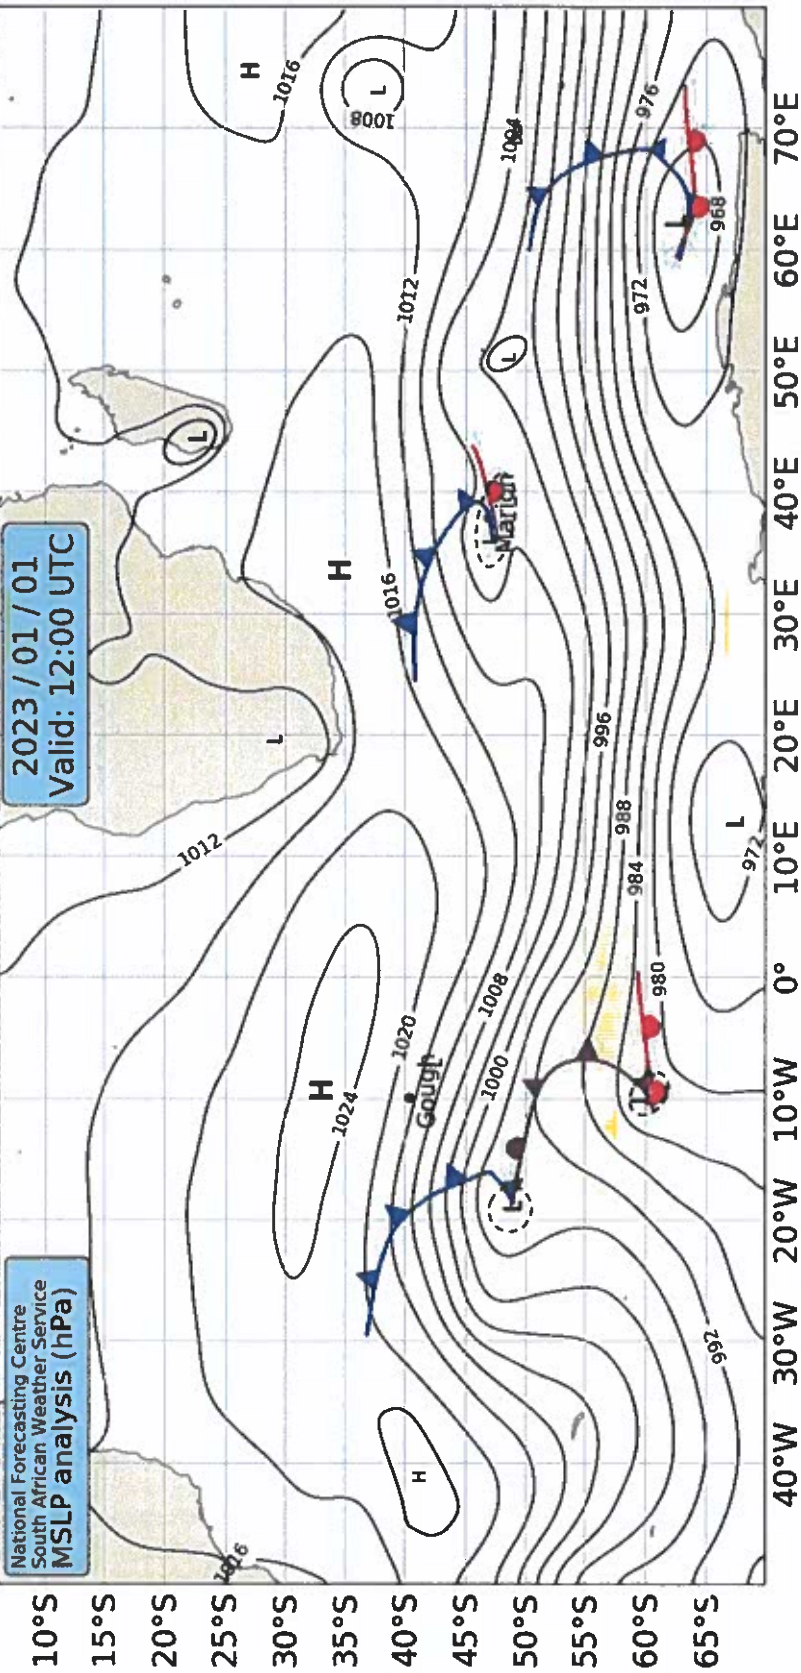 National Forecasting Centre
South African Weather Service
MSLP analysis (hPa)
2023 / 01 / 01
Valid: 12:00 UTC
10°S
15°S
20°S
25°S
30°S
35°S
40°S
45°S
50°S
55°S
60°S
65°S
40°W
30°W
20°W
10°W
0°
10°E
20°E
30°E
40°E
50°E
60°E
70°E
1016
H
992
L
H
1024
1020
Gough
1008
1000
L
980
1012
984
988
996
L
972
L
H
1016
L
Marion
L
L
1012
972
968
L
976
1004
L
1008
1016
H